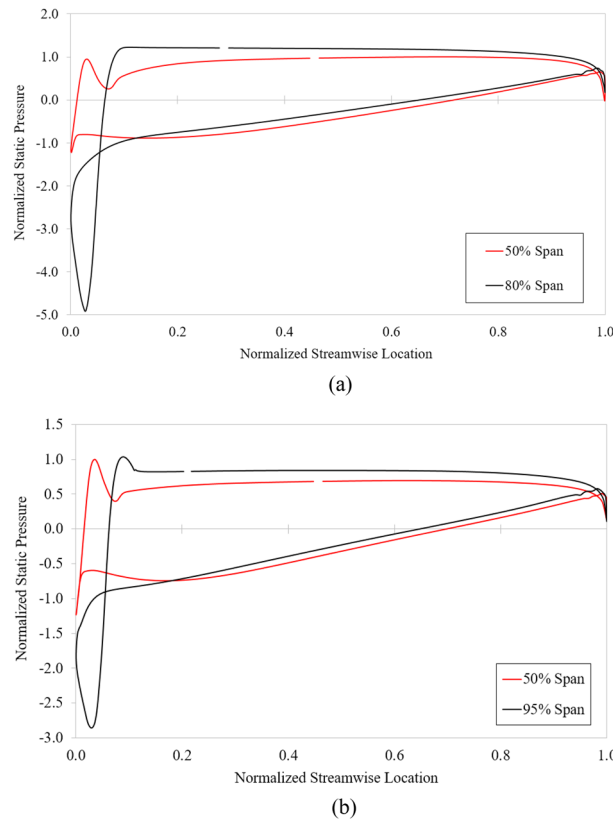 2.0
1.0
0.0
-1.0
-2.0
-3.0
-4.0
-5.0
Normalized Static Pressure
50% Span
80% Span
0.0 0.2 0.4 0.6 0.8 1.0
Normalized Streamwise Location
(a)
1.5
1.0
0.5
0.0
-0.5
-1.0
-1.5
-2.0
-2.5
-3.0
Normalized Static Pressure
50% Span
95% Span
0.0 0.2 0.4 0.6 0.8 1.0
Normalized Streamwise Location
(b)